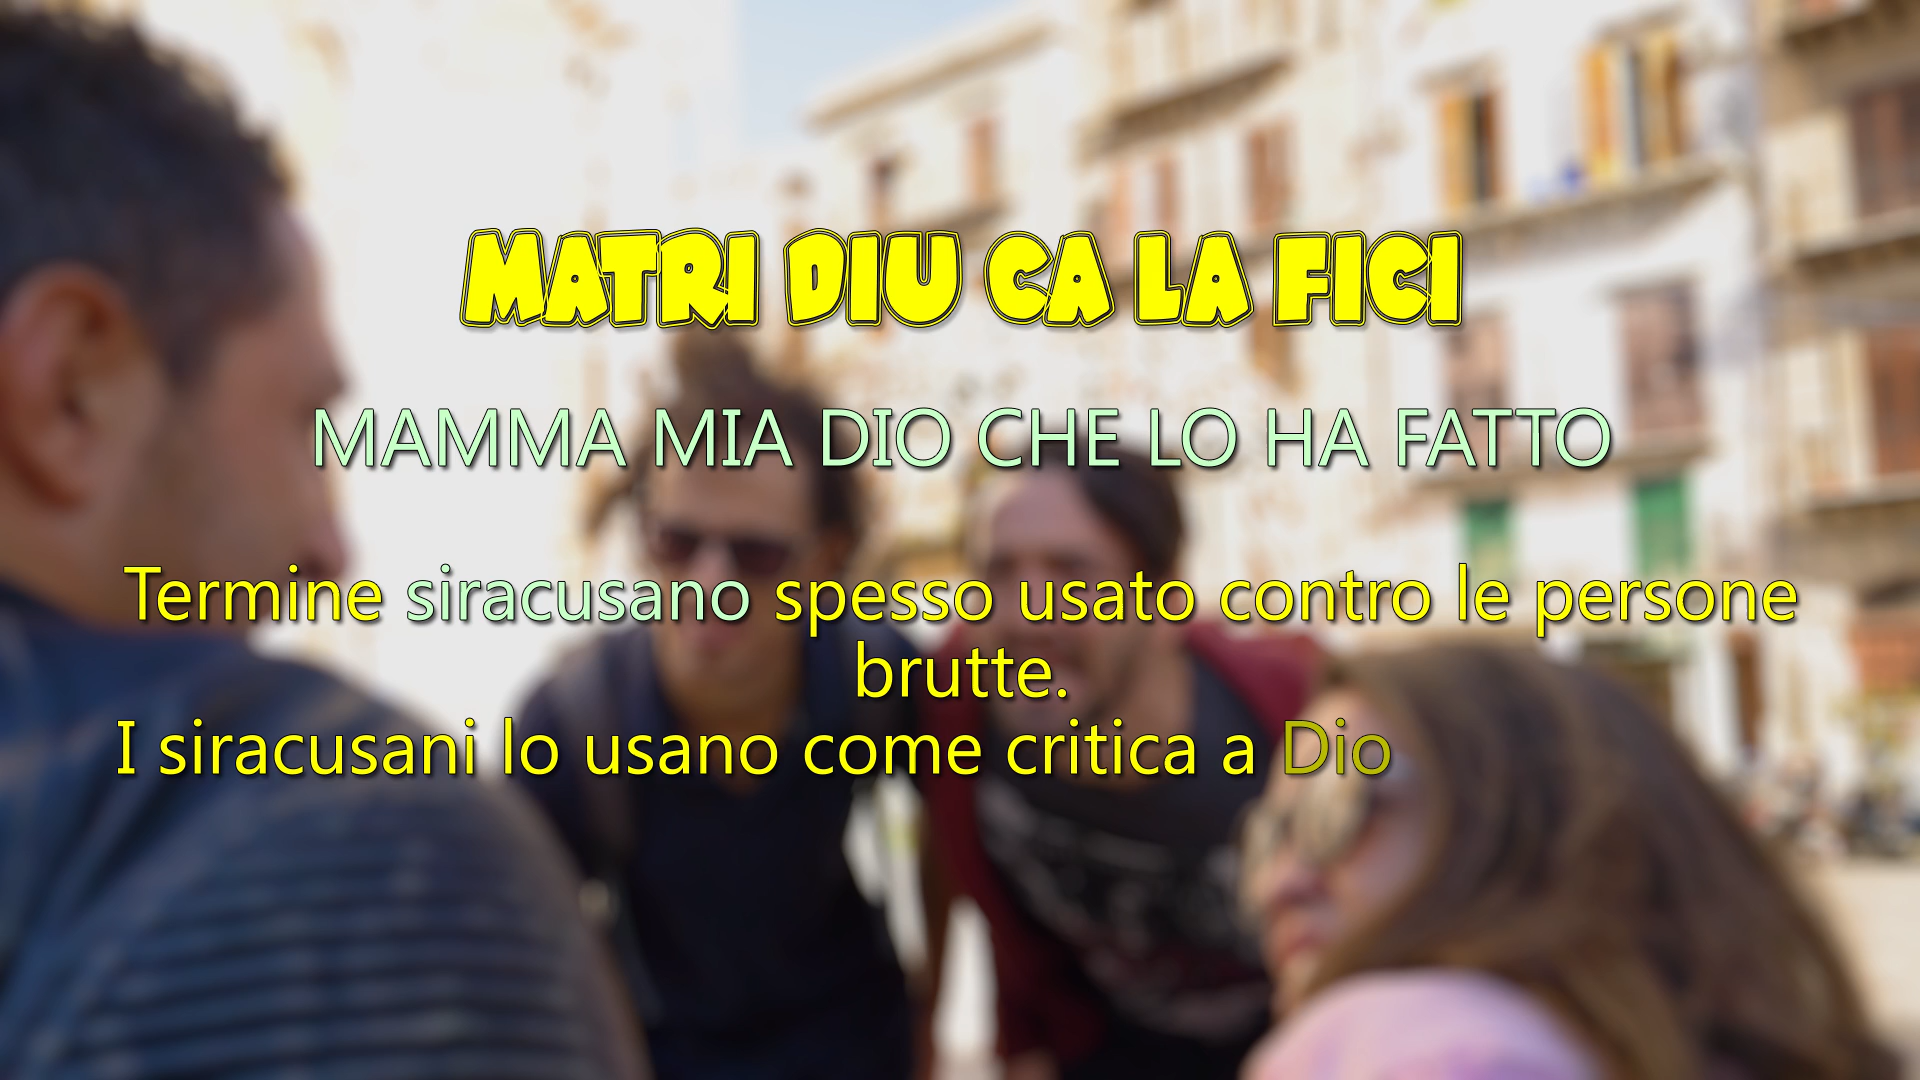 MATRI DIU CA LA FICI
MAMMA MIA DIO CHE LO HA FATTO
Termine siracusano spesso usato contro le persone
brutte.
I siracusani lo usano come critica a Dio